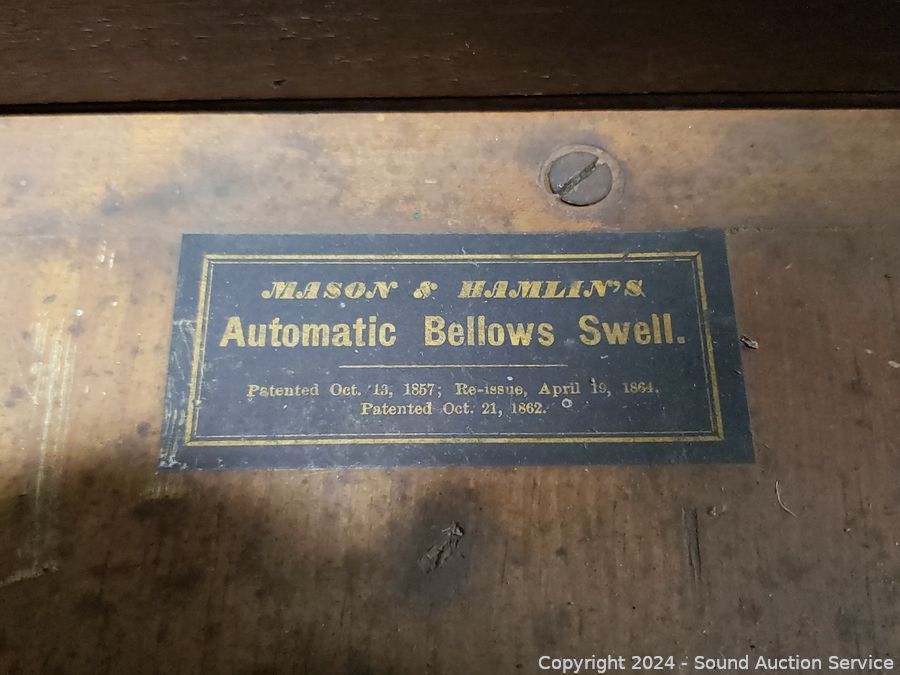 MASON & HAMLIN'S
Automatic Bellows Swell.
Patented Oct. 13, 1857; Re-issue, April 19, 1864.
Patented Oct. 21, 1862.
Copyright © 2024 - Sound Auction Service